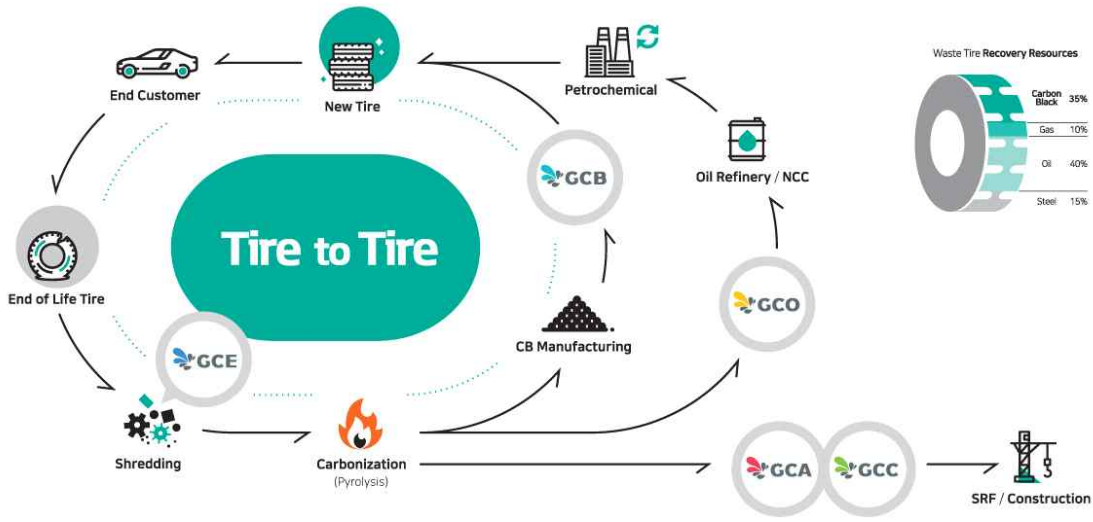 Waste Tire Recovery Resources
Carbon
Black 35%
Gas 10%
Oil 40%
Steel 15%
End Customer
New Tire
Petrochemical
GCB
Oil Refinery / NCC
Tire to Tire
End of Life Tire
GCO
CB Manufacturing
GCE
Shredding
Carbonization
(Pyrolysis)
GCA
GCC
SRF / Construction